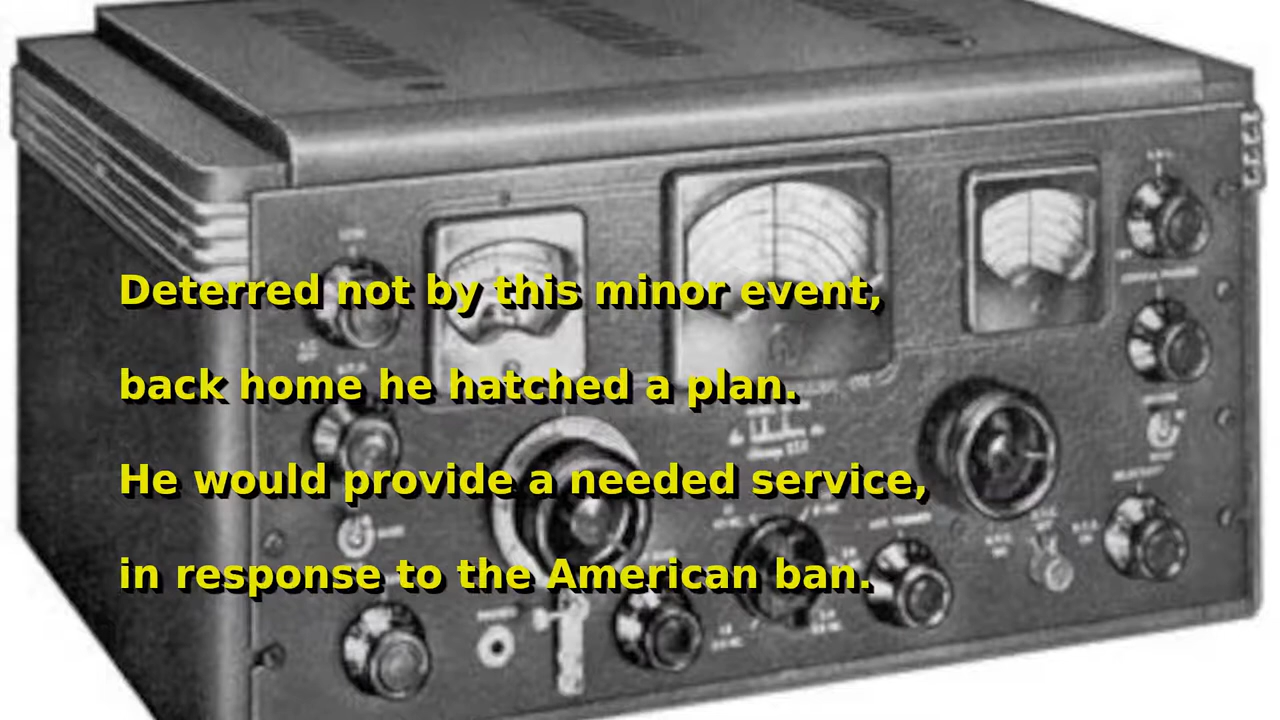 Deterred not by this minor event,
back home he hatched a plan.
He would provide a needed service,
in response to the American ban.